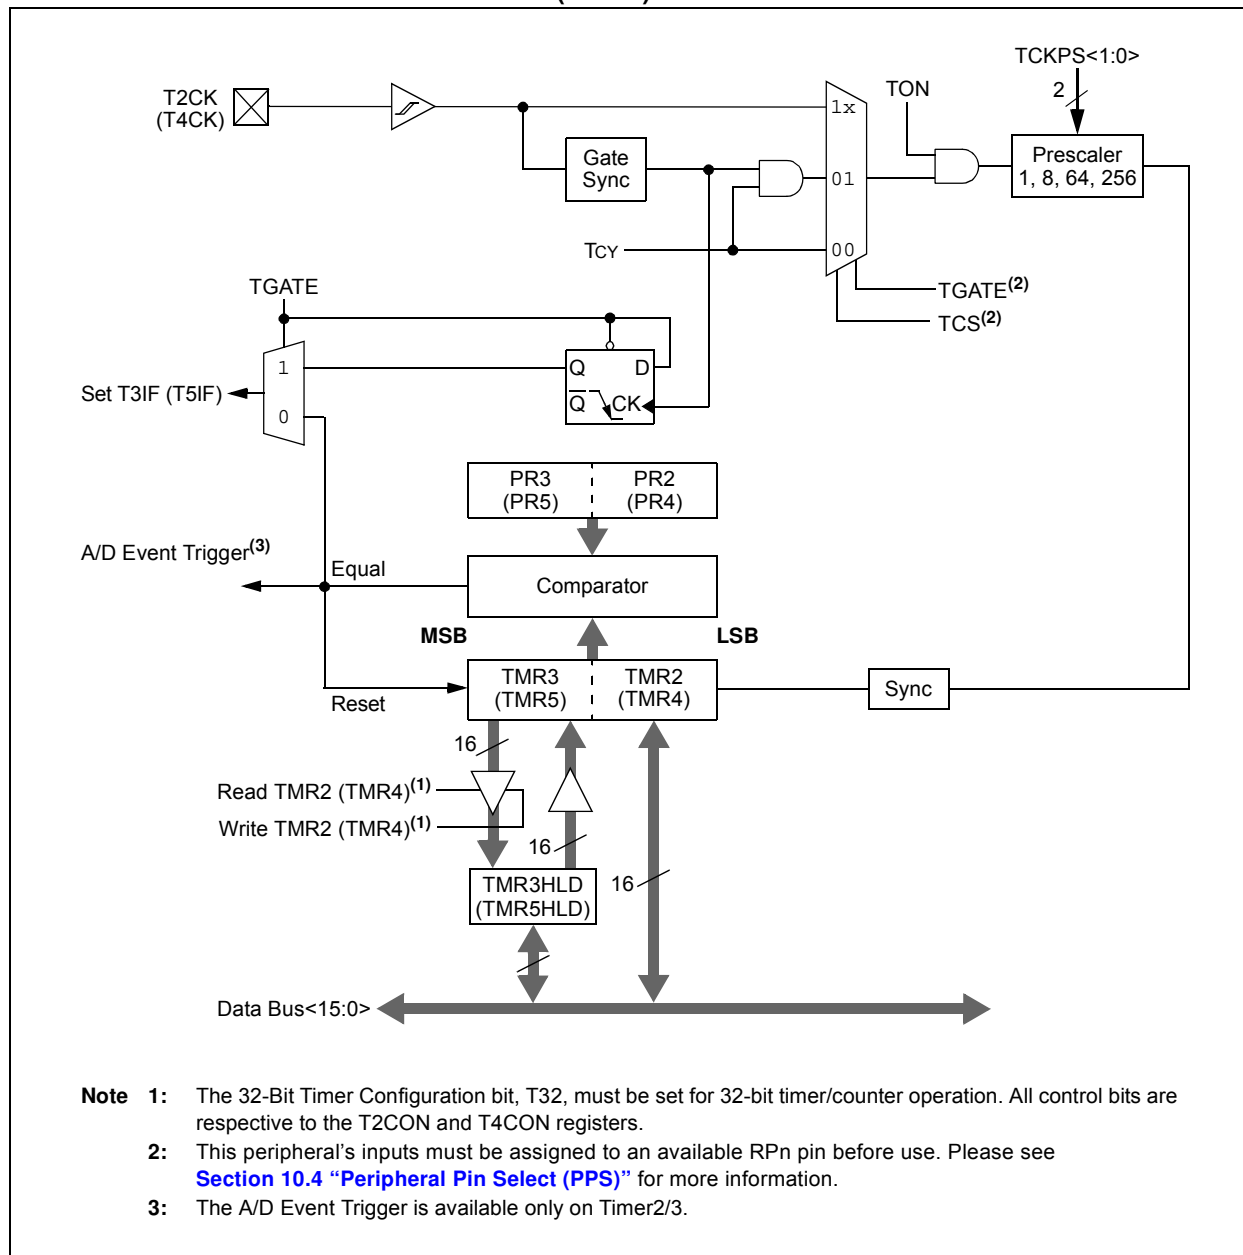 TCKPS<1:0>
2
TON
T2CK
(T4CK)
1x
Gate
Sync
01
Prescaler
1, 8, 64, 256
TCY
00
TGATE(2)
TCS(2)
TGATE
1
Q
D
Set T3IF (T5IF)
Q
CK
0
PR3
(PR5)
PR2
(PR4)
A/D Event Trigger(3)
Equal
Comparator
MSB
LSB
TMR3
(TMR5)
TMR2
(TMR4)
Sync
Reset
16
Read TMR2 (TMR4)(1)
Write TMR2 (TMR4)(1)
16
16
TMR3HLD
(TMR5HLD)
Data Bus<15:0>
Note 1: The 32-Bit Timer Configuration bit, T32, must be set for 32-bit timer/counter operation. All control bits are
respective to the T2CON and T4CON registers.
2: This peripheral's inputs must be assigned to an available RPn pin before use. Please see
Section 10.4 “Peripheral Pin Select (PPS)” for more information.
3: The A/D Event Trigger is available only on Timer2/3.